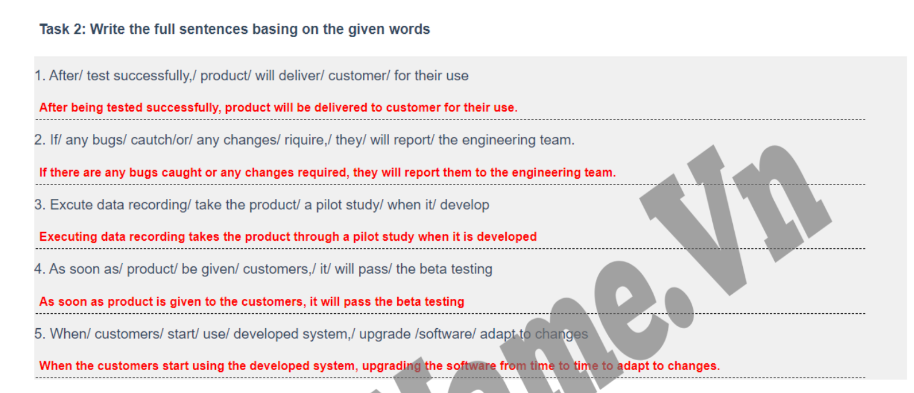 Task 2: Write the full sentences basing on the given words
1. After/ test successfully,/ product/ will deliver/ customer/ for their use
After being tested successfully, product will be delivered to customer for their use.
2. If/ any bugs/ cautch/or/ any changes/ riquire,/ they/ will report/ the engineering team.
If there are any bugs caught or any changes required, they will report them to the engineering team.
3. Excute data recording/ take the product/ a pilot study/ when it/ develop
Executing data recording takes the product through a pilot study when it is developed
4. As soon as/ product/ be given/ customers,/ it/ will pass/ the beta testing
As soon as product is given to the customers, it will pass the beta testing
5. When/ customers/ start/ use/ developed system,/ upgrade /software/ adapt to changes
When the customers start using the developed system, upgrading the software from time to time to adapt to changes.